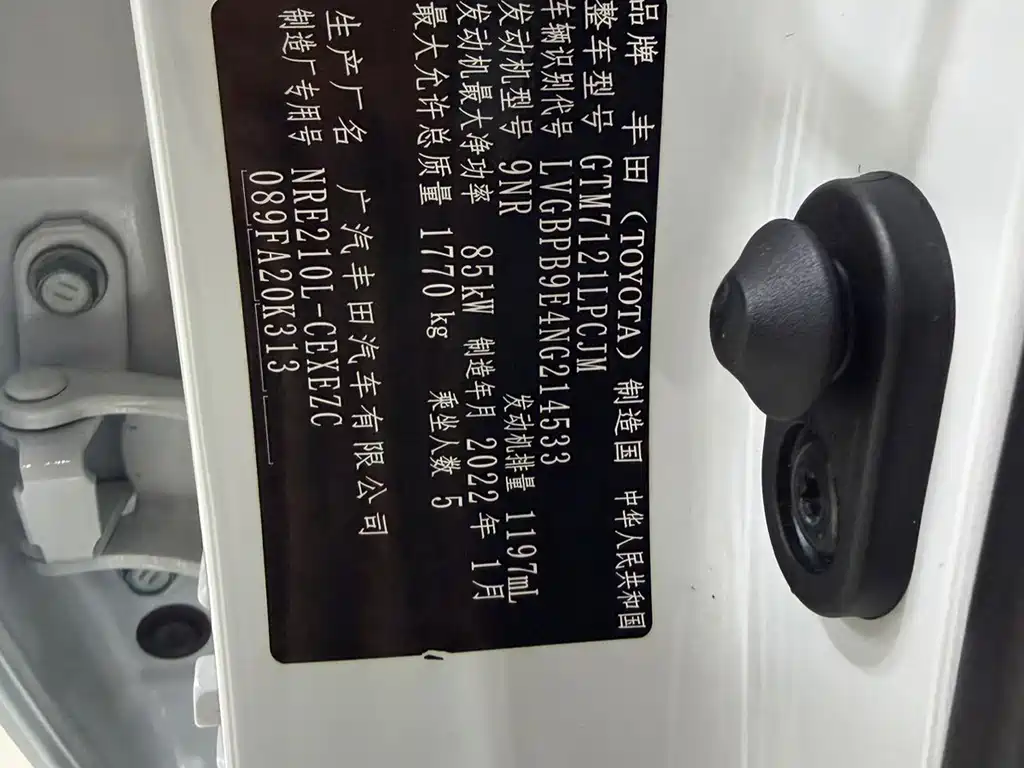 品牌 丰田（TOYOTA） 制造国 中华人民共和国
整车型号 GTM7121LPCJM
车辆识别代号 LVGBPB9E4NG214533
发动机型号 9NR 发动机排量 1197mL
发动机最大净功率 85kW 制造年月 2022年1月
最大允许总质量 1770kg 乘坐人数 5
生产厂名 广汽丰田汽车有限公司
制造厂专用号 NRE210L-CEXEZC
089FA20K313